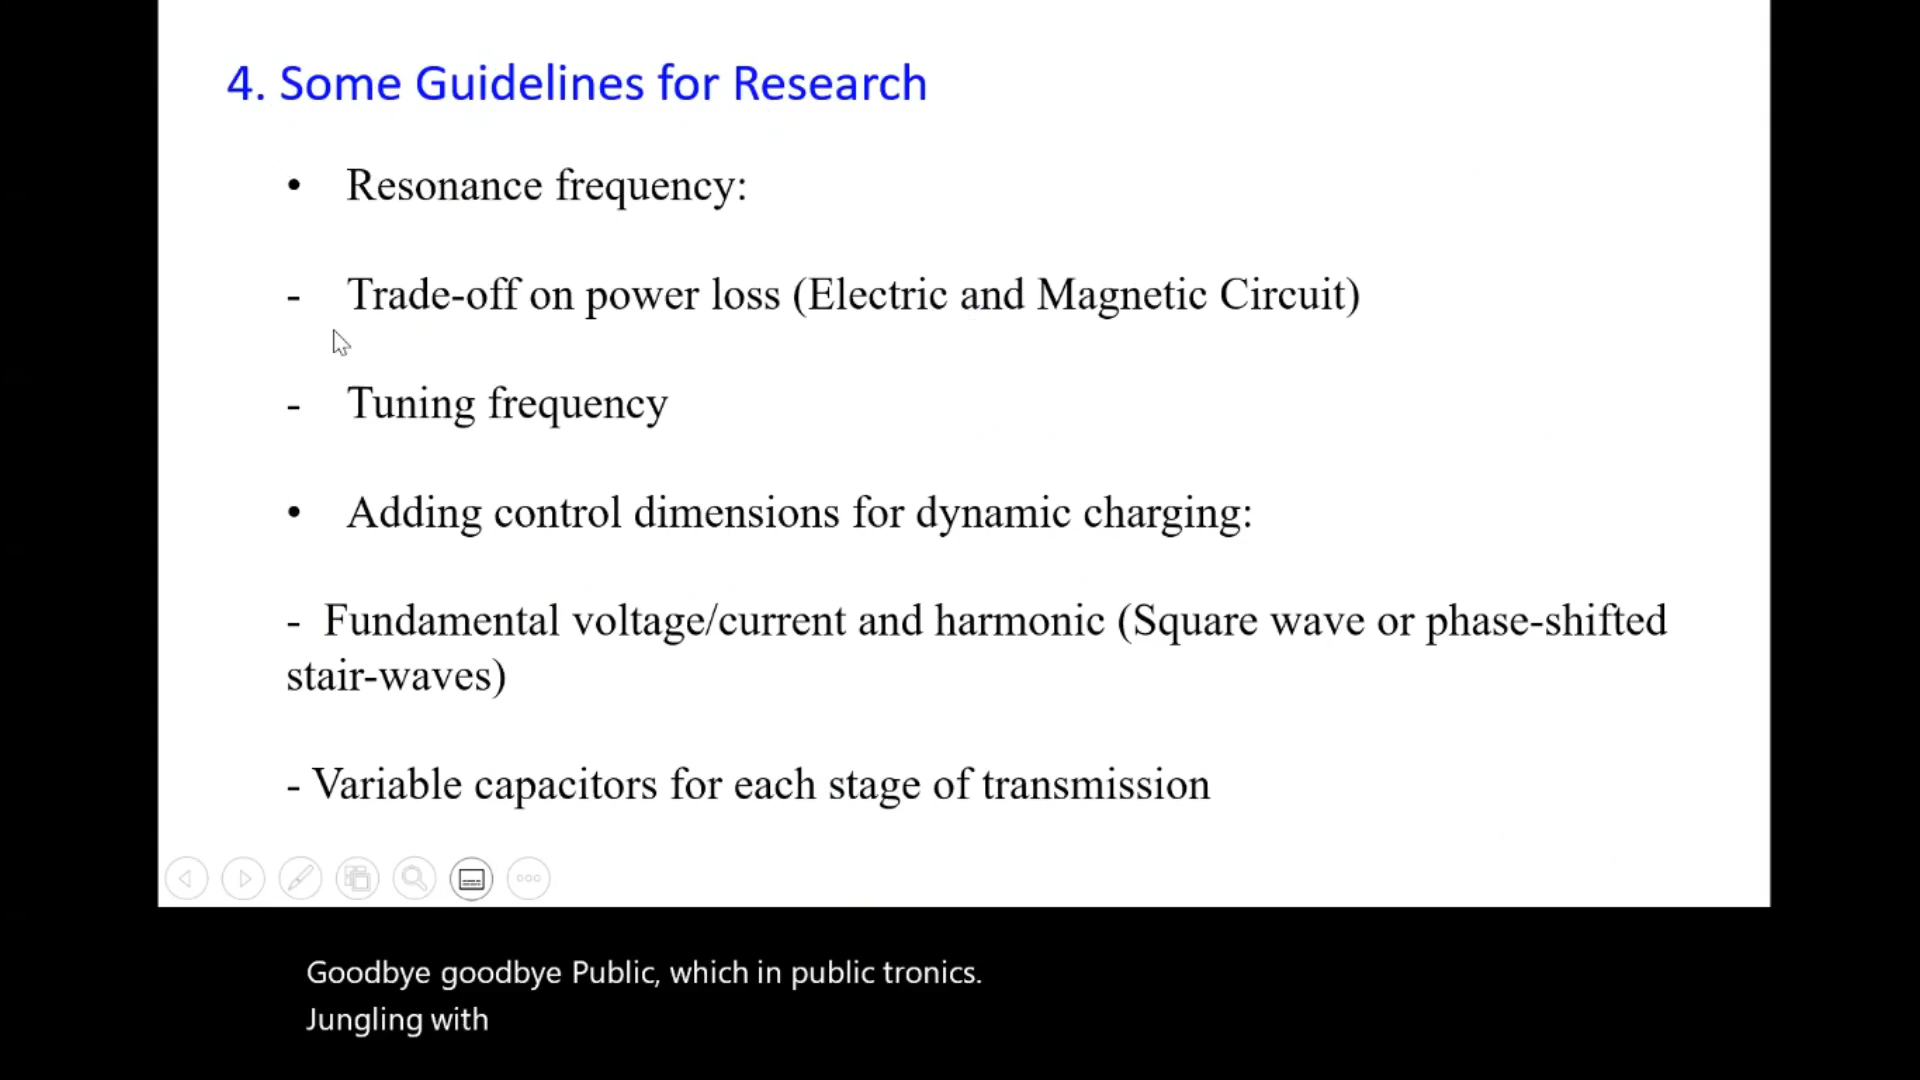 4. Some Guidelines for Research
• Resonance frequency:
- Trade-off on power loss (Electric and Magnetic Circuit)
- Tuning frequency
• Adding control dimensions for dynamic charging:
- Fundamental voltage/current and harmonic (Square wave or phase-shifted
stair-waves)
- Variable capacitors for each stage of transmission
Goodbye goodbye Public, which in public tronics.
Jungling with